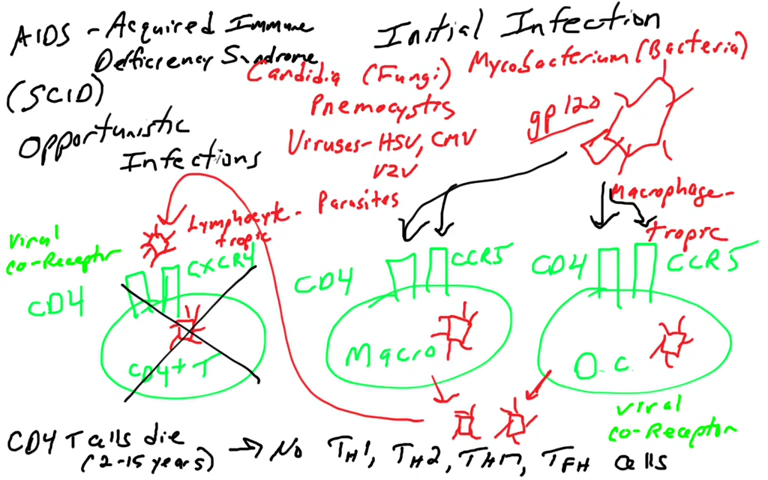 AIDS - Acquired Immune
Deficiency Syndrome
(SCID)
Opportunistic
Infections
Initial Infection
Candidia (Fungi)
Mycobacterium (Bacteria)
Pnemocystis
Viruses - HSV, CMV
VZV
Parasites
gp120
Macrophage-
tropic
Lymphocyte-
tropic
viral
co-Receptor
CD4
CXCR4
CD4+ T
CD4
CCR5
Macro
CD4
CCR5
D.C.
viral
co-Receptor
CD4 T cells die
(2-15 years)
→ No TH1, TH2, TH17, TFH cells